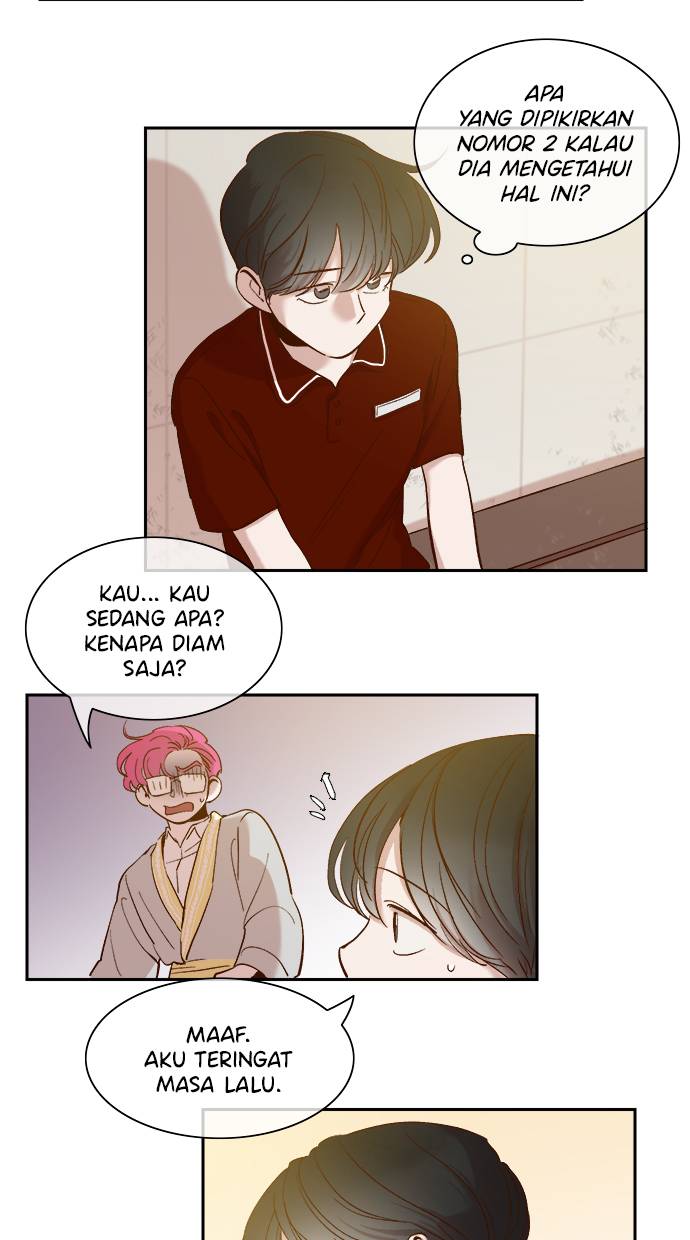 APA
YANG DIPIKIRKAN
NOMOR 2 KALAU
DIA MENGETAHUI
HAL INI?
KAU... KAU
SEDANG APA?
KENAPA DIAM
SAJA?
MAAF.
AKU TERINGAT
MASA LALU.